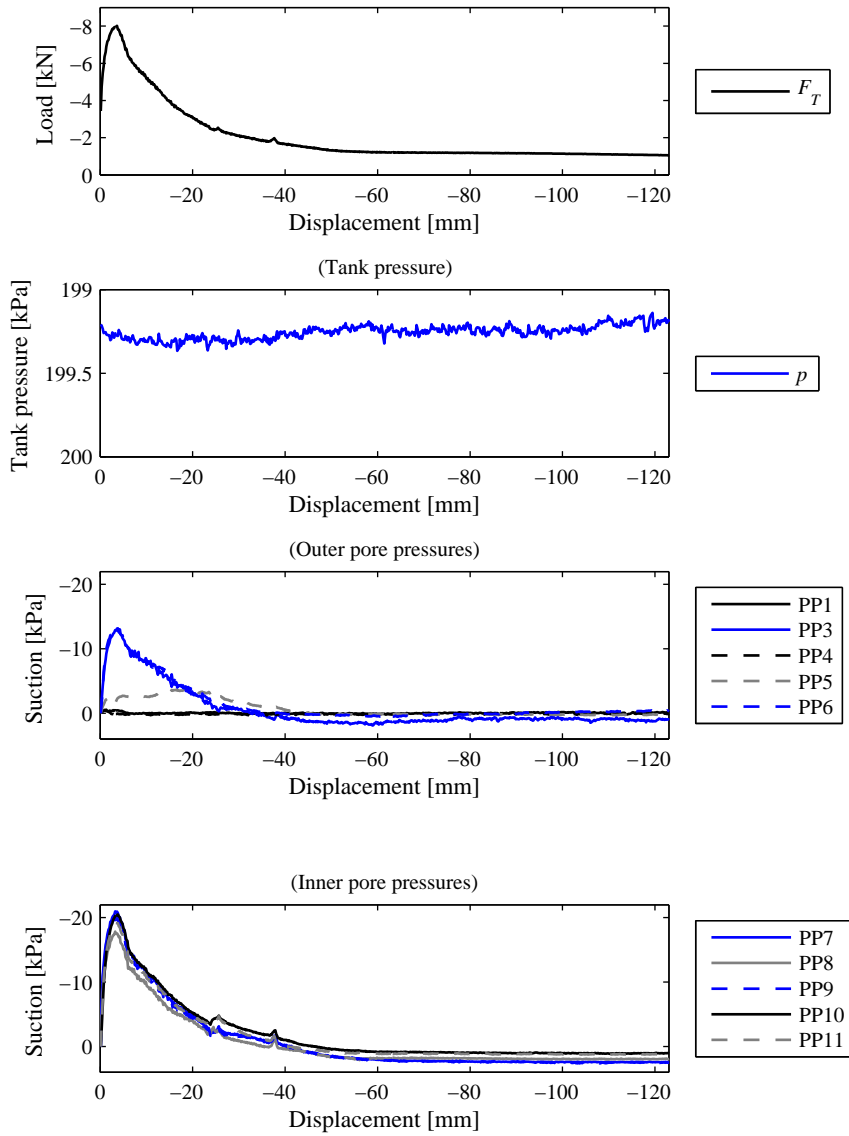 −8
−6
−4
−2
0
Load [kN]
0 −20 −40 −60 −80 −100 −120
Displacement [mm]
F_T
(Tank pressure)
199
199.5
200
Tank pressure [kPa]
0 −20 −40 −60 −80 −100 −120
Displacement [mm]
p
(Outer pore pressures)
−20
−10
0
Suction [kPa]
0 −20 −40 −60 −80 −100 −120
Displacement [mm]
PP1
PP3
PP4
PP5
PP6
(Inner pore pressures)
−20
−10
0
Suction [kPa]
0 −20 −40 −60 −80 −100 −120
Displacement [mm]
PP7
PP8
PP9
PP10
PP11